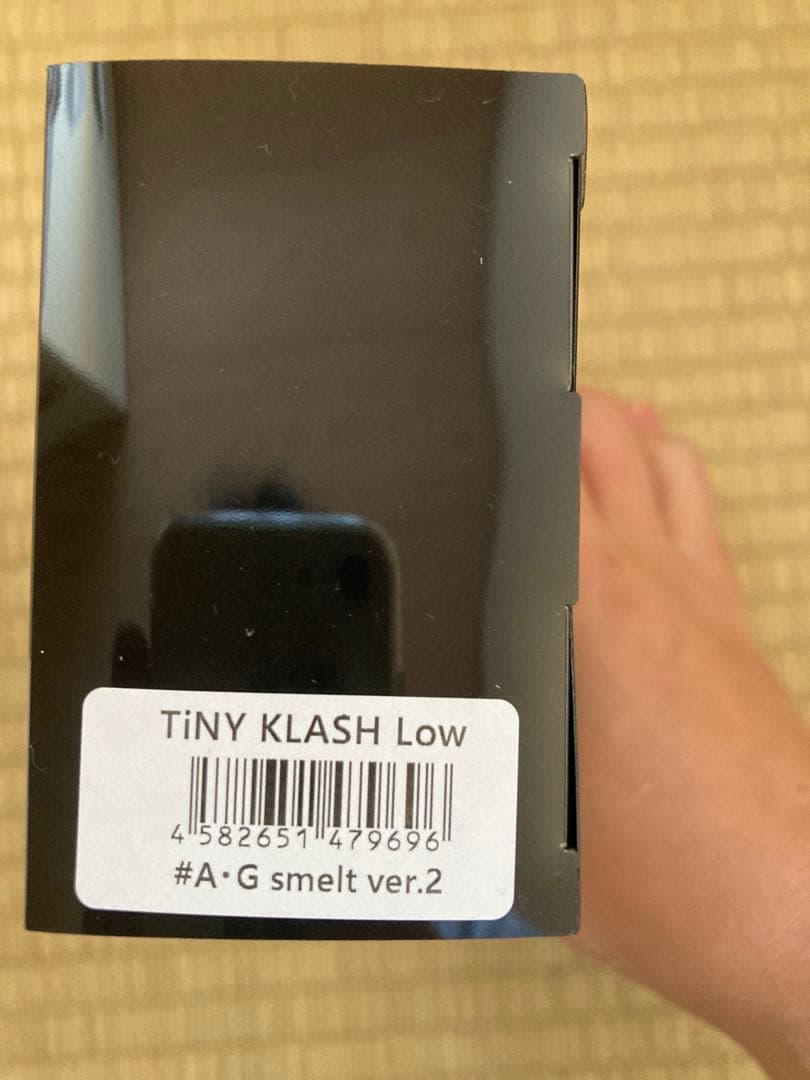 TiNY KLASH Low
4 582651 479696
#A・G smelt ver.2